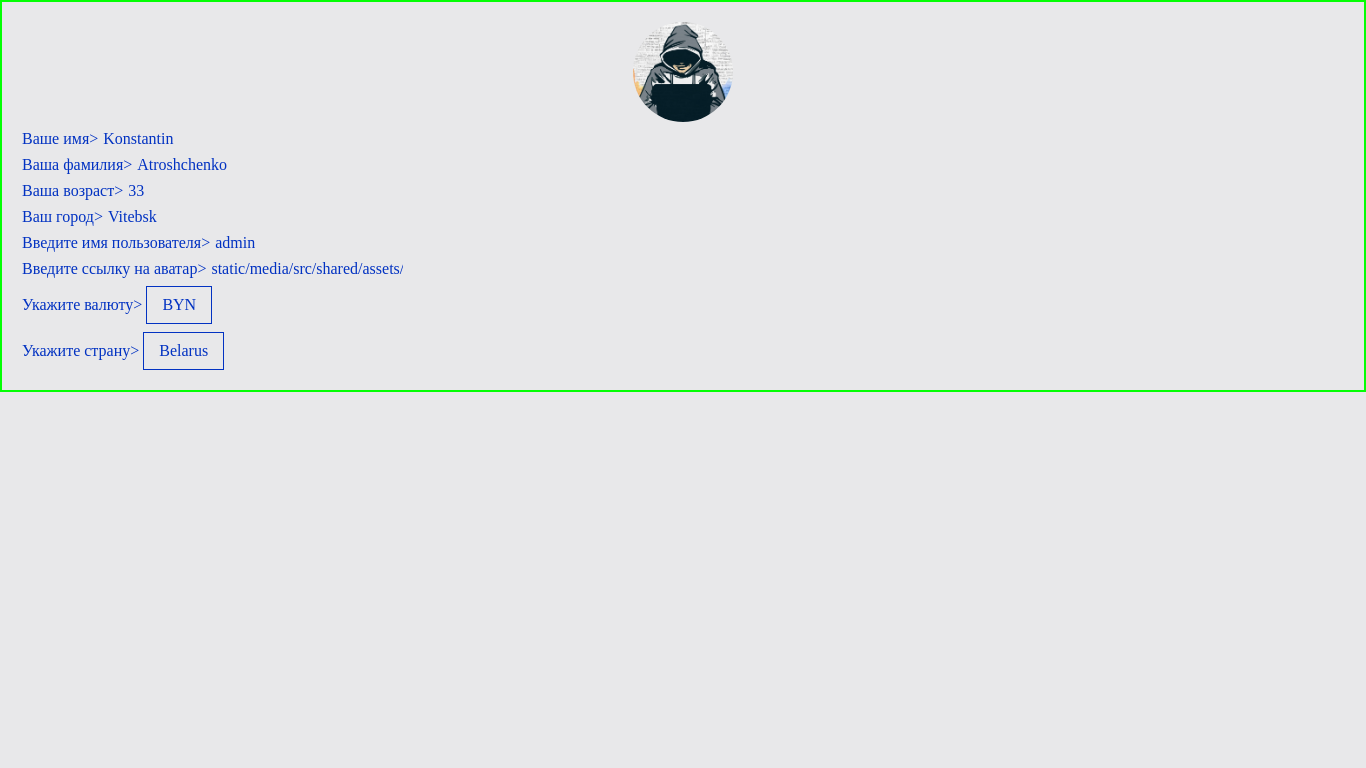 Ваше имя> Konstantin
Ваша фамилия> Atroshchenko
Ваша возраст> 33
Ваш город> Vitebsk
Введите имя пользователя> admin
Введите ссылку на аватар> static/media/src/shared/assets/
Укажите валюту> BYN
Укажите страну> Belarus